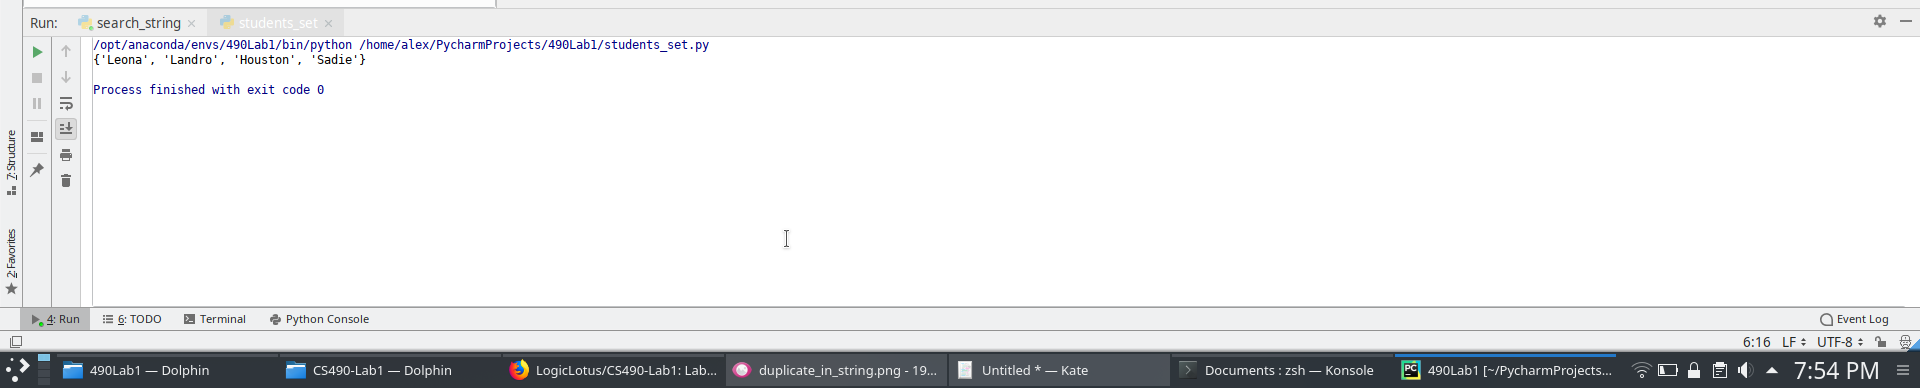 Run: search_string × students_set ×
/opt/anaconda/envs/490Lab1/bin/python /home/alex/PycharmProjects/490Lab1/students_set.py
{'Leona', 'Landro', 'Houston', 'Sadie'}
Process finished with exit code 0
7: Structure
2: Favorites
4: Run 6: TODO Terminal Python Console Event Log
6:16 LF UTF-8
490Lab1 — Dolphin CS490-Lab1 — Dolphin LogicLotus/CS490-Lab1: Lab... duplicate_in_string.png - 19... Untitled * — Kate Documents : zsh — Konsole 490Lab1 [~/PycharmProjects... 7:54 PM